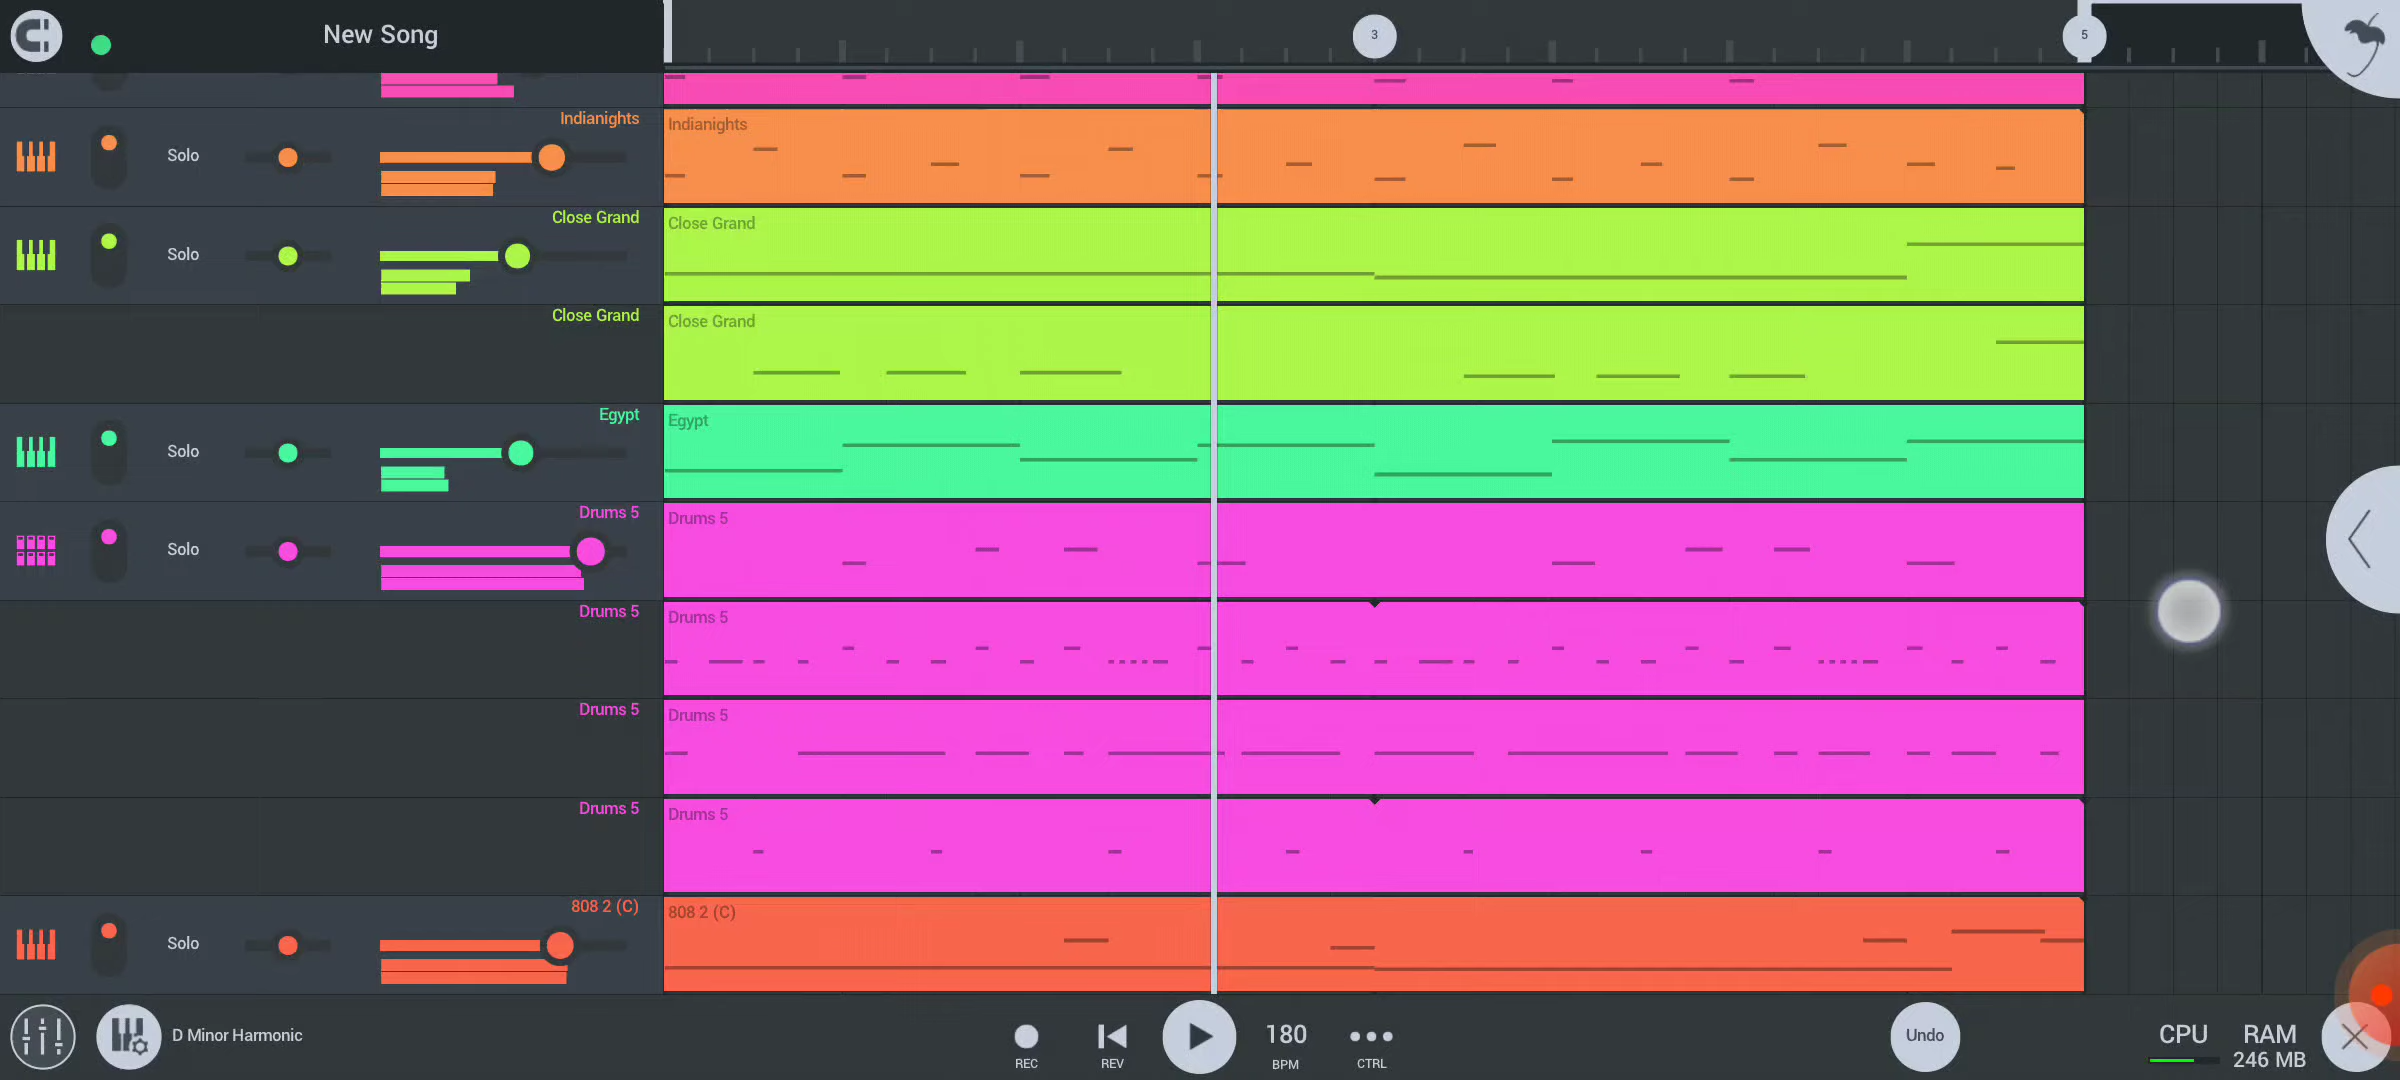 New Song
3
5
Indianights
Indianights
Solo
Close Grand
Close Grand
Solo
Close Grand
Close Grand
Egypt
Egypt
Solo
Drums 5
Drums 5
Solo
Drums 5
Drums 5
Drums 5
Drums 5
Drums 5
Drums 5
808 2 (C)
808 2 (C)
Solo
D Minor Harmonic
REC
REV
180
BPM
CTRL
Undo
CPU
RAM
246 MB